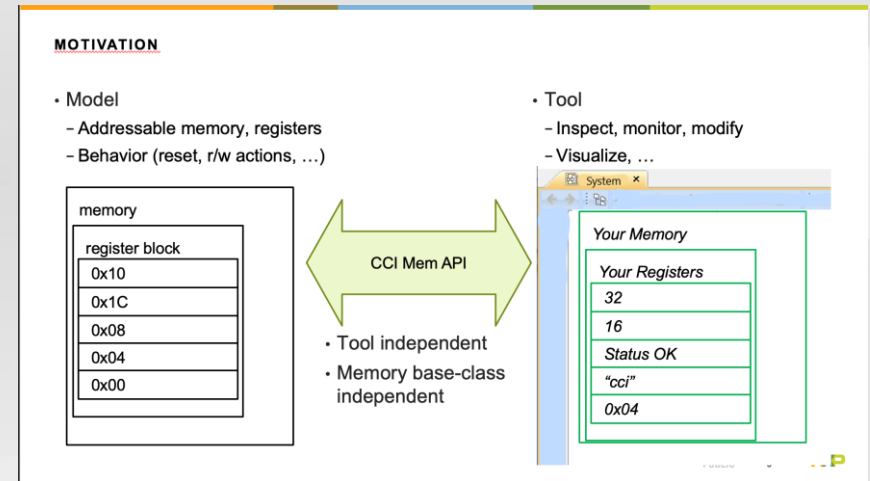 MOTIVATION
• Model
– Addressable memory, registers
– Behavior (reset, r/w actions, …)
memory
register block
0x10
0x1C
0x08
0x04
0x00
CCI Mem API
• Tool independent
• Memory base-class
independent
• Tool
– Inspect, monitor, modify
– Visualize, …
System ×
Your Memory
Your Registers
32
16
Status OK
“cci”
0x04